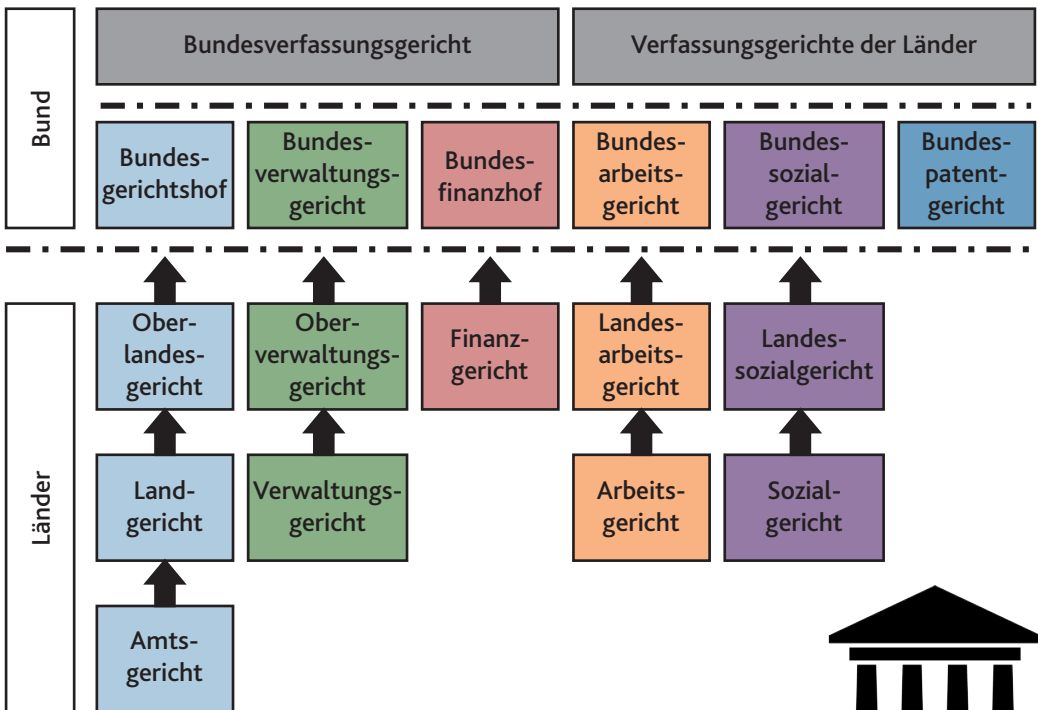 Bund
Bundesverfassungsgericht
Verfassungsgerichte der Länder
Bundes-
gerichtshof
Bundes-
verwaltungs-
gericht
Bundes-
finanzhof
Bundes-
arbeits-
gericht
Bundes-
sozial-
gericht
Bundes-
patent-
gericht
Länder
Ober-
landes-
gericht
Ober-
verwaltungs-
gericht
Finanz-
gericht
Landes-
arbeits-
gericht
Landes-
sozialgericht
Land-
gericht
Verwaltungs-
gericht
Arbeits-
gericht
Sozial-
gericht
Amts-
gericht